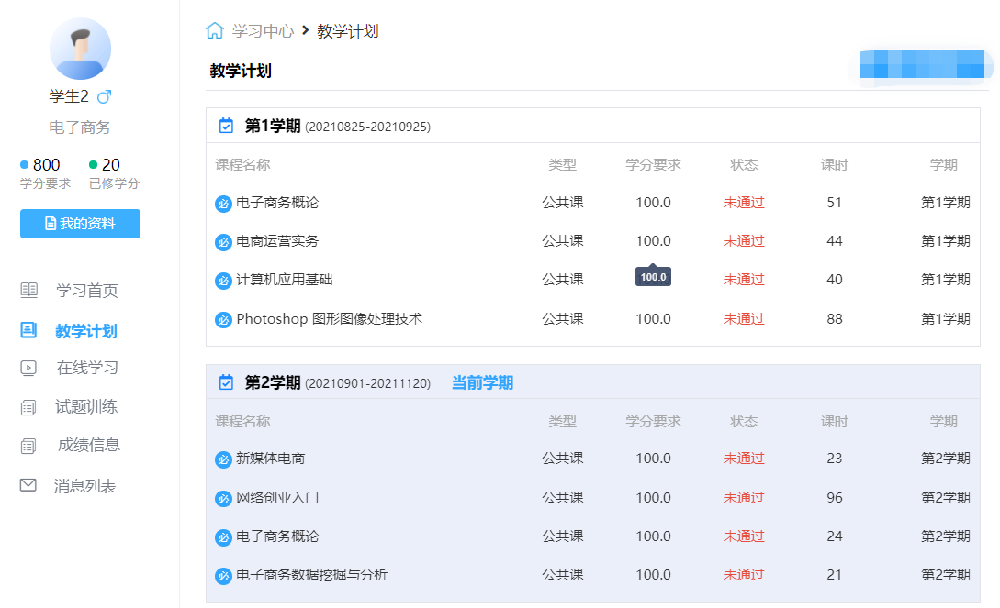 学生2
电子商务
800 20
学分要求 已修学分
我的资料
学习首页
教学计划
在线学习
试题训练
成绩信息
消息列表
学习中心 教学计划
教学计划
第1学期 (20210825-20210925)
课程名称 类型 学分要求 状态 课时 学期
必 电子商务概论 公共课 100.0 未通过 51 第1学期
必 电商运营实务 公共课 100.0 未通过 44 第1学期
100.0
必 计算机应用基础 公共课 未通过 40 第1学期
必 Photoshop 图形图像处理技术 公共课 100.0 未通过 88 第1学期
第2学期 (20210901-20211120) 当前学期
课程名称 类型 学分要求 状态 课时 学期
必 新媒体电商 公共课 100.0 未通过 23 第2学期
必 网络创业入门 公共课 100.0 未通过 96 第2学期
必 电子商务概论 公共课 100.0 未通过 24 第2学期
必 电子商务数据挖掘与分析 公共课 100.0 未通过 21 第2学期